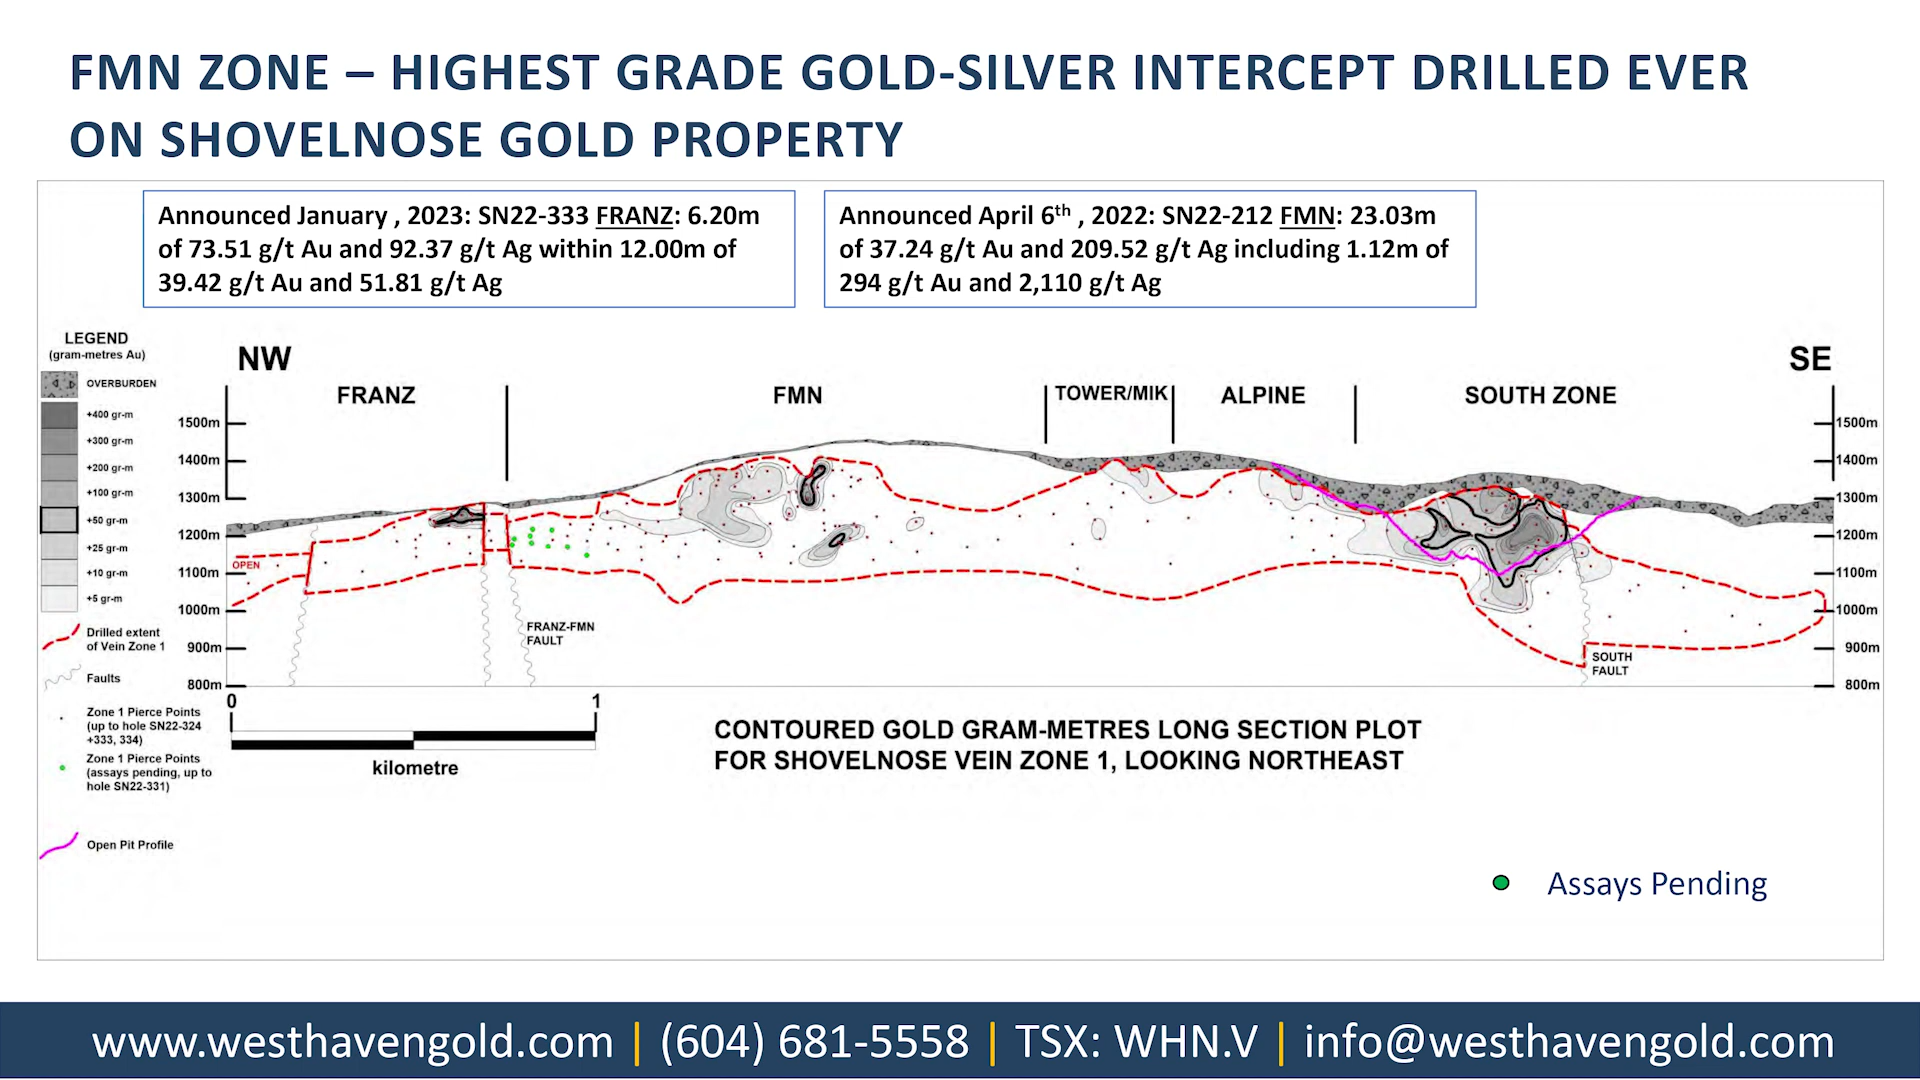 FMN ZONE – HIGHEST GRADE GOLD-SILVER INTERCEPT DRILLED EVER
ON SHOVELNOSE GOLD PROPERTY
Announced January , 2023: SN22-333 FRANZ: 6.20m
of 73.51 g/t Au and 92.37 g/t Ag within 12.00m of
39.42 g/t Au and 51.81 g/t Ag
Announced April 6th , 2022: SN22-212 FMN: 23.03m
of 37.24 g/t Au and 209.52 g/t Ag including 1.12m of
294 g/t Au and 2,110 g/t Ag
LEGEND
(gram-metres Au)
OVERBURDEN
+400 gr-m
+300 gr-m
+200 gr-m
+100 gr-m
+50 gr-m
+25 gr-m
+10 gr-m
+5 gr-m
Drilled extent
of Vein Zone 1
Faults
Zone 1 Pierce Points
(up to hole SN22-324
+333, 334)
Zone 1 Pierce Points
(assays pending, up to
hole SN22-331)
Open Pit Profile
NW
SE
FRANZ
FMN
TOWER/MIK
ALPINE
SOUTH ZONE
1500m
1400m
1300m
1200m
1100m
1000m
900m
800m
1500m
1400m
1300m
1200m
1100m
1000m
900m
800m
OPEN
FRANZ-FMN
FAULT
SOUTH
FAULT
0
1
kilometre
CONTOURED GOLD GRAM-METRES LONG SECTION PLOT
FOR SHOVELNOSE VEIN ZONE 1, LOOKING NORTHEAST
Assays Pending
www.westhavengold.com | (604) 681-5558 | TSX: WHN.V | info@westhavengold.com